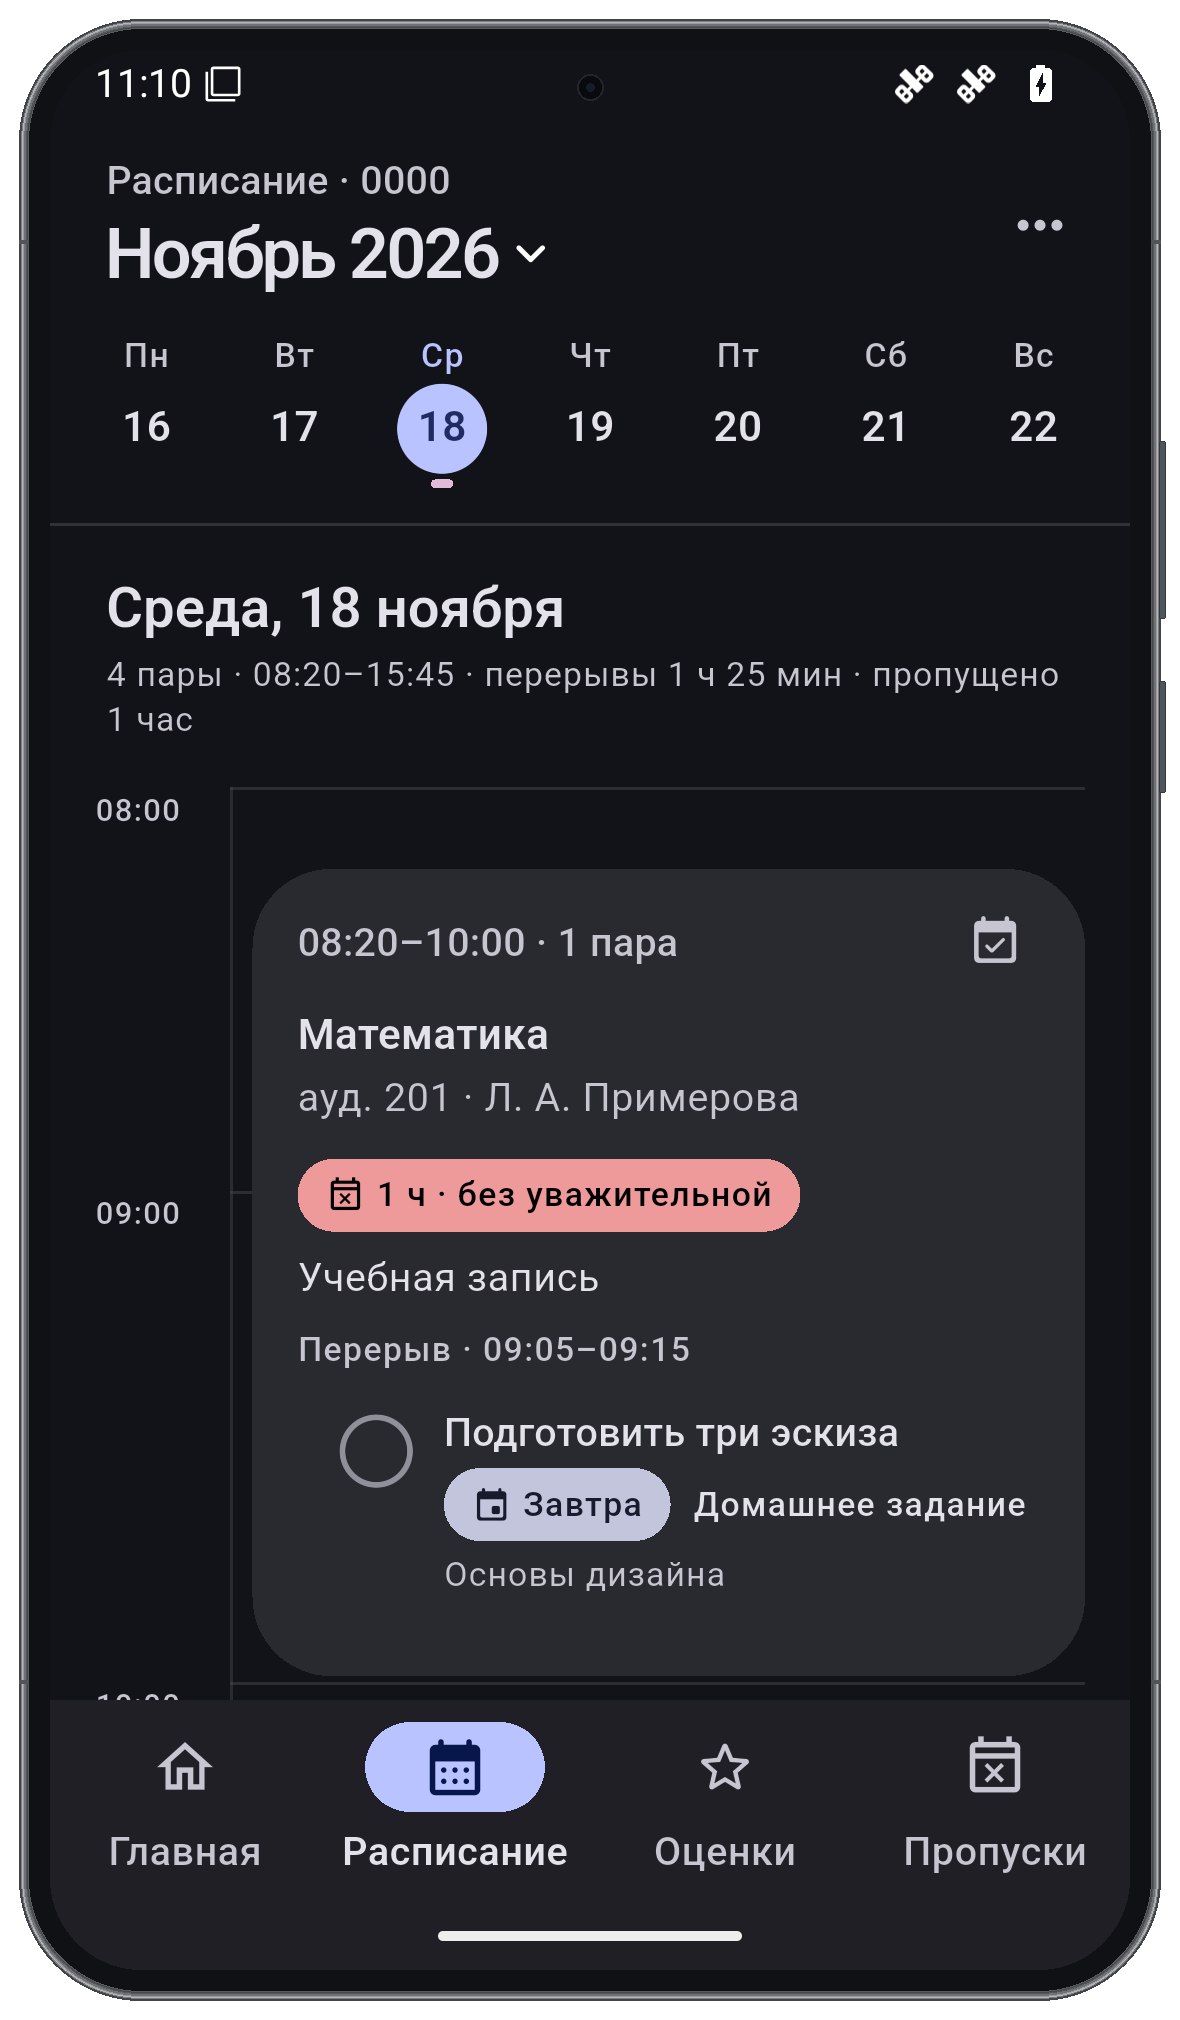 11:10
Расписание · 0000
Ноябрь 2026
Пн Вт Ср Чт Пт Сб Вс
16 17 18 19 20 21 22
Среда, 18 ноября
4 пары · 08:20–15:45 · перерывы 1 ч 25 мин · пропущено
1 час
08:00
08:20–10:00 · 1 пара
Математика
ауд. 201 · Л. А. Примерова
1 ч · без уважительной
09:00
Учебная запись
Перерыв · 09:05–09:15
Подготовить три эскиза
Завтра Домашнее задание
Основы дизайна
Главная Расписание Оценки Пропуски